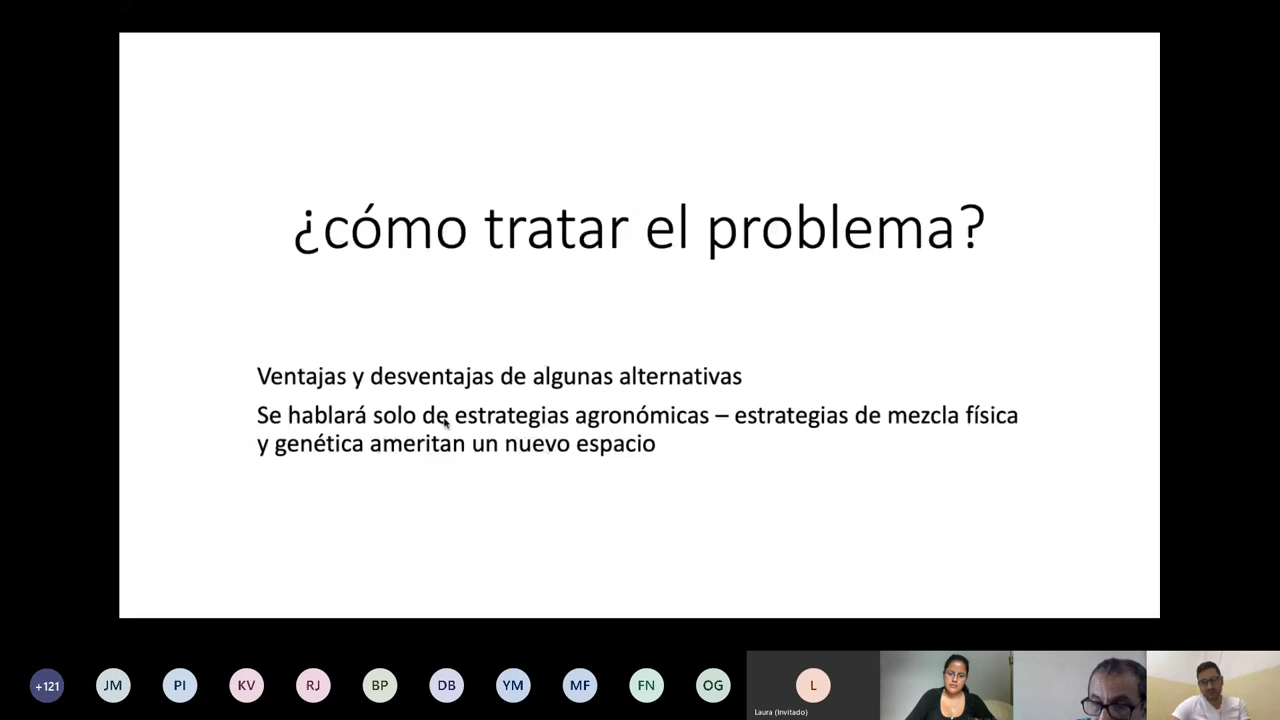 ¿cómo tratar el problema?
Ventajas y desventajas de algunas alternativas
Se hablará solo de estrategias agronómicas – estrategias de mezcla física
y genética ameritan un nuevo espacio
+121
JM
PI
KV
RJ
BP
DB
YM
MF
FN
OG
L
Laura (Invitado)